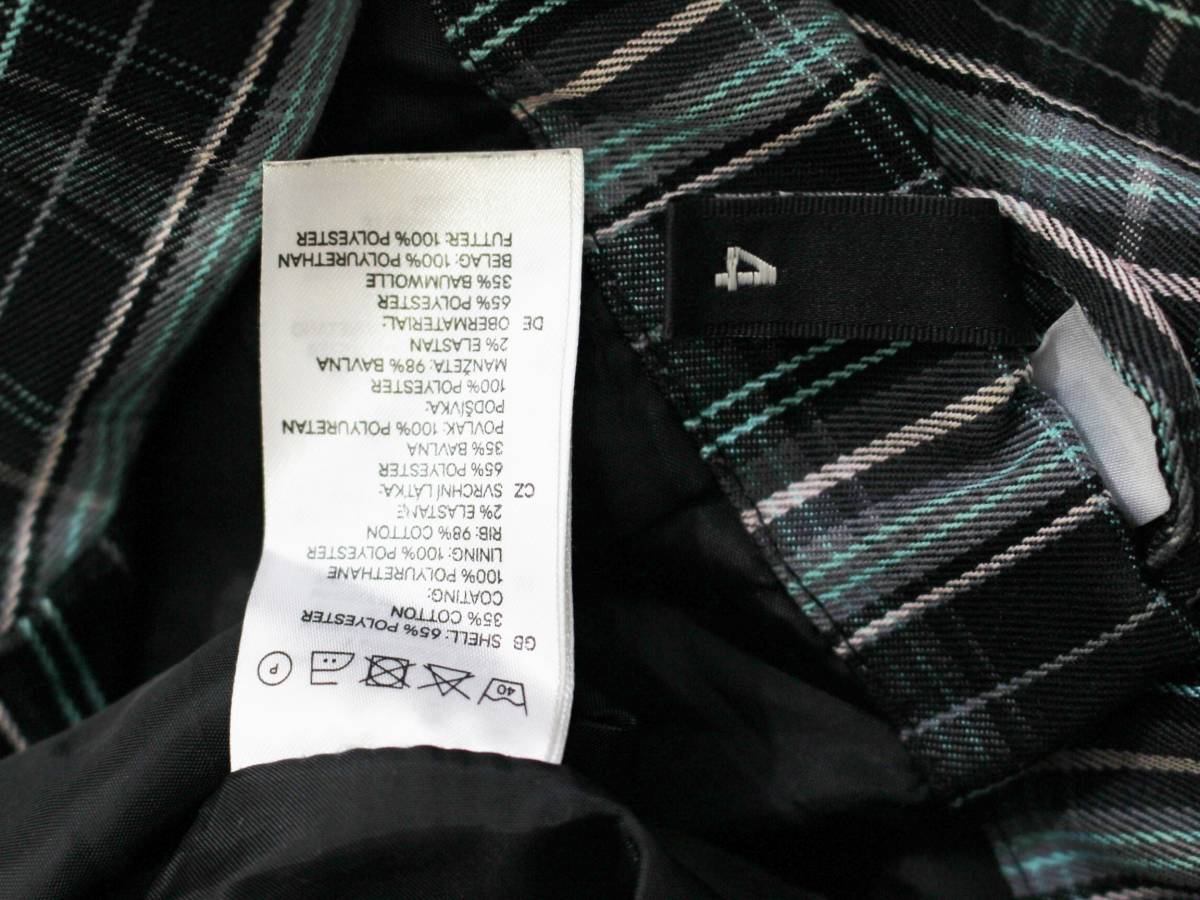 40
P
GB SHELL: 65% POLYESTER
35% COTTON
COATING:
100% POLYURETHANE
LINING: 100% POLYESTER
RIB: 98% COTTON
2% ELASTANE
CZ SVRCHNÍ LÁTKA:
65% POLYESTER
35% BAVLNA
POVLAK: 100% POLYURETAN
PODŠÍVKA:
100% POLYESTER
MANŽETA: 98% BAVLNA
2% ELASTAN
DE OBERMATERIAL:
65% POLYESTER
35% BAUMWOLLE
BELAG: 100% POLYURETHAN
FUTTER: 100% POLYESTER
4